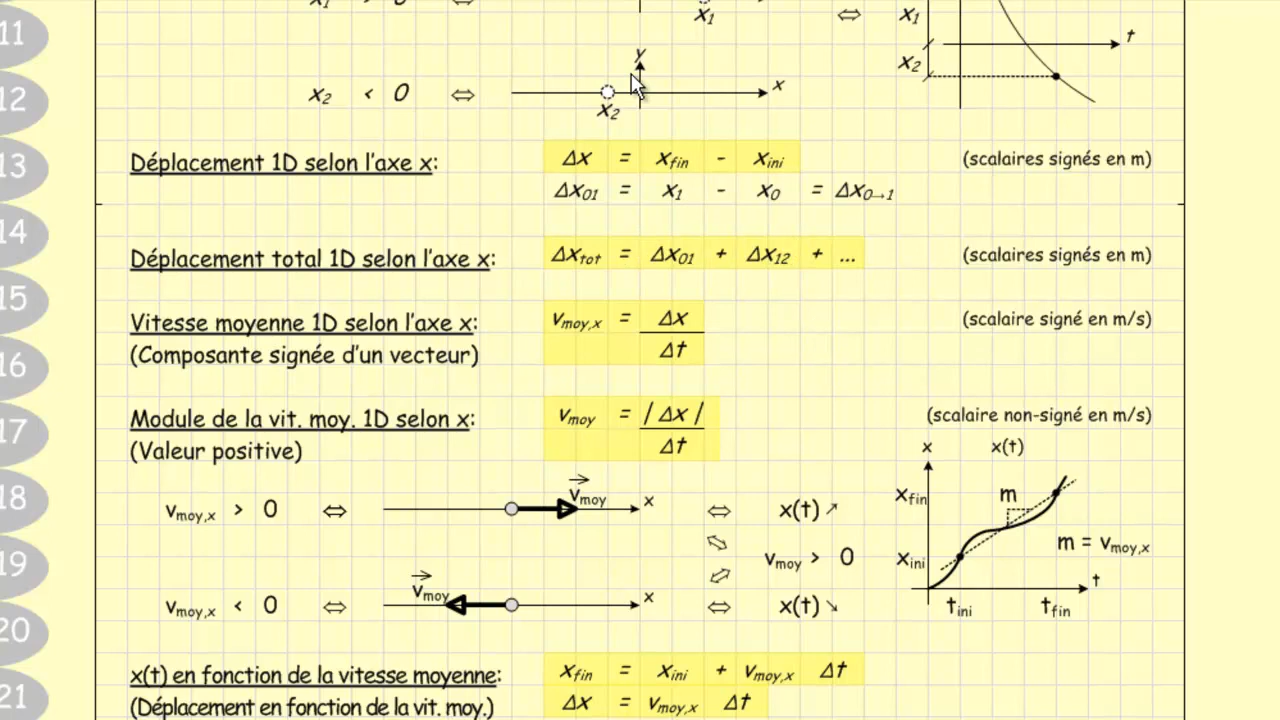 x₁ < 0 ⇔ x₁ ⇔ x₁
11
t
y
x₂
12
x₂ < 0 ⇔ x
x₂
13
Déplacement 1D selon l'axe x: Δx = x_fin - x_ini (scalaires signés en m)
Δx₀₁ = x₁ - x₀ = Δx₀→₁
14
Déplacement total 1D selon l'axe x: Δx_tot = Δx₀₁ + Δx₁₂ + ... (scalaires signés en m)
15
Vitesse moyenne 1D selon l'axe x: v_moy,x = Δx / Δt (scalaire signé en m/s)
(Composante signée d'un vecteur)
16
Module de la vit. moy. 1D selon x: v_moy = |Δx| / Δt (scalaire non-signé en m/s)
17
(Valeur positive)
x x(t)
18
v_moy,x > 0 ⇔ v⃗_moy x ⇔ x(t) ↗ x_fin m
v_moy > 0 x_ini m = v_moy,x
19
v_moy,x < 0 ⇔ v⃗_moy x ⇔ x(t) ↘ t_ini t_fin t
20
x(t) en fonction de la vitesse moyenne: x_fin = x_ini + v_moy,x Δt
21
(Déplacement en fonction de la vit. moy.) Δx = v_moy,x Δt